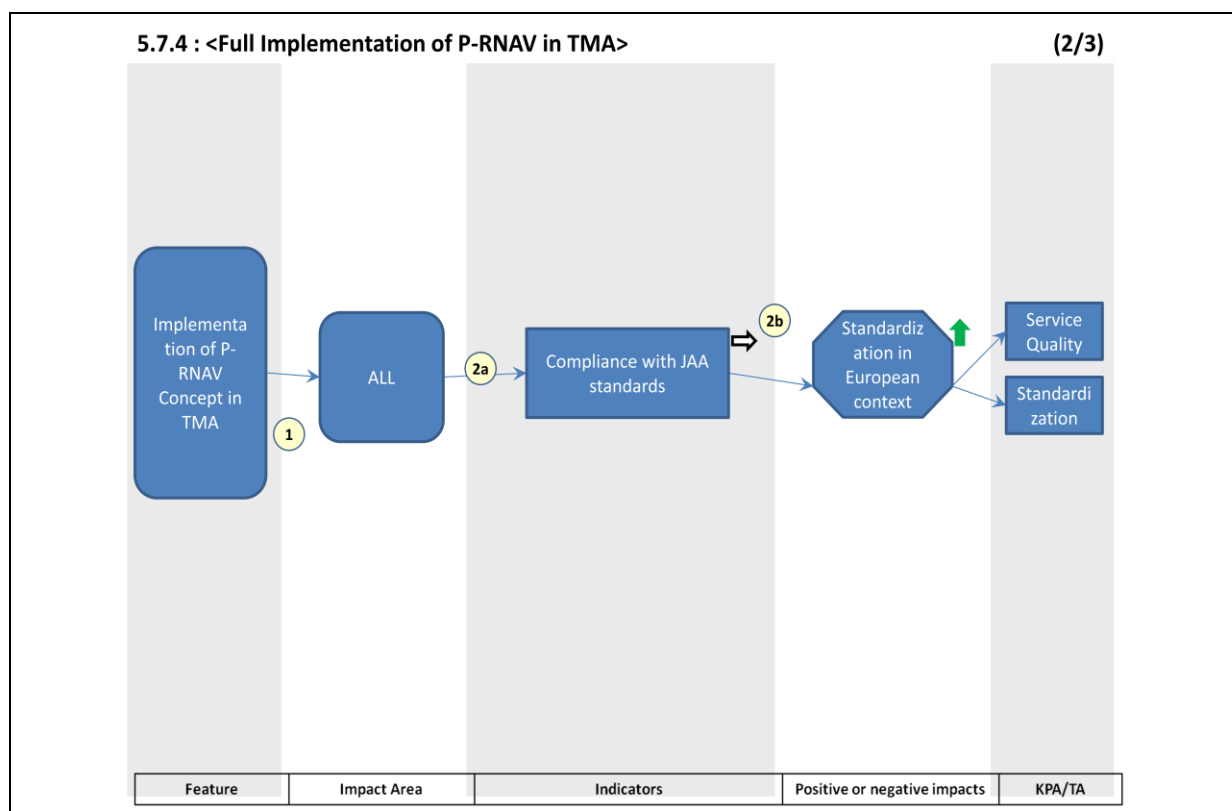 5.7.4 : <Full Implementation of P-RNAV in TMA> (2/3)
Implementa
tion of P-
RNAV
Concept in
TMA
1
ALL
2a
Compliance with JAA
standards
2b
Standardiz
ation in
European
context
Service
Quality
Standardi
zation
Feature Impact Area Indicators Positive or negative impacts KPA/TA